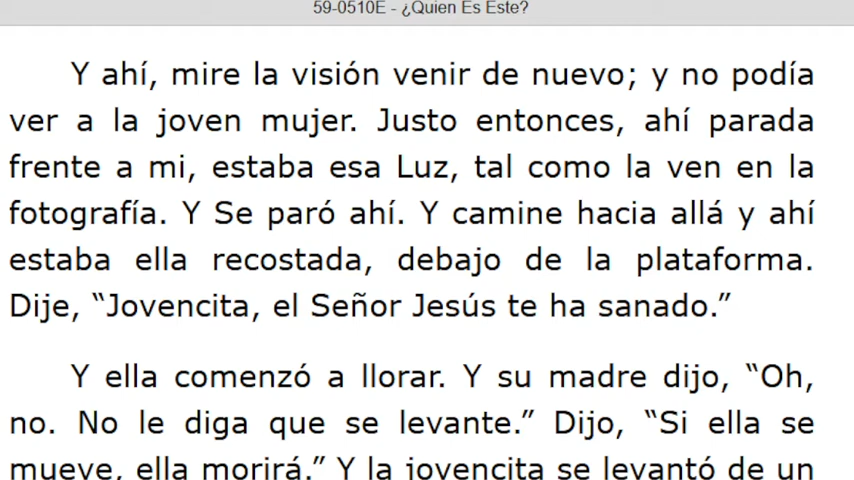 59-0510E - ¿Quien Es Este?
Y ahí, mire la visión venir de nuevo; y no podía
ver a la joven mujer. Justo entonces, ahí parada
frente a mi, estaba esa Luz, tal como la ven en la
fotografía. Y Se paró ahí. Y camine hacia allá y ahí
estaba ella recostada, debajo de la plataforma.
Dije, “Jovencita, el Señor Jesús te ha sanado.”
Y ella comenzó a llorar. Y su madre dijo, “Oh,
no. No le diga que se levante.” Dijo, “Si ella se
mueve, ella morirá.” Y la jovencita se levantó de un